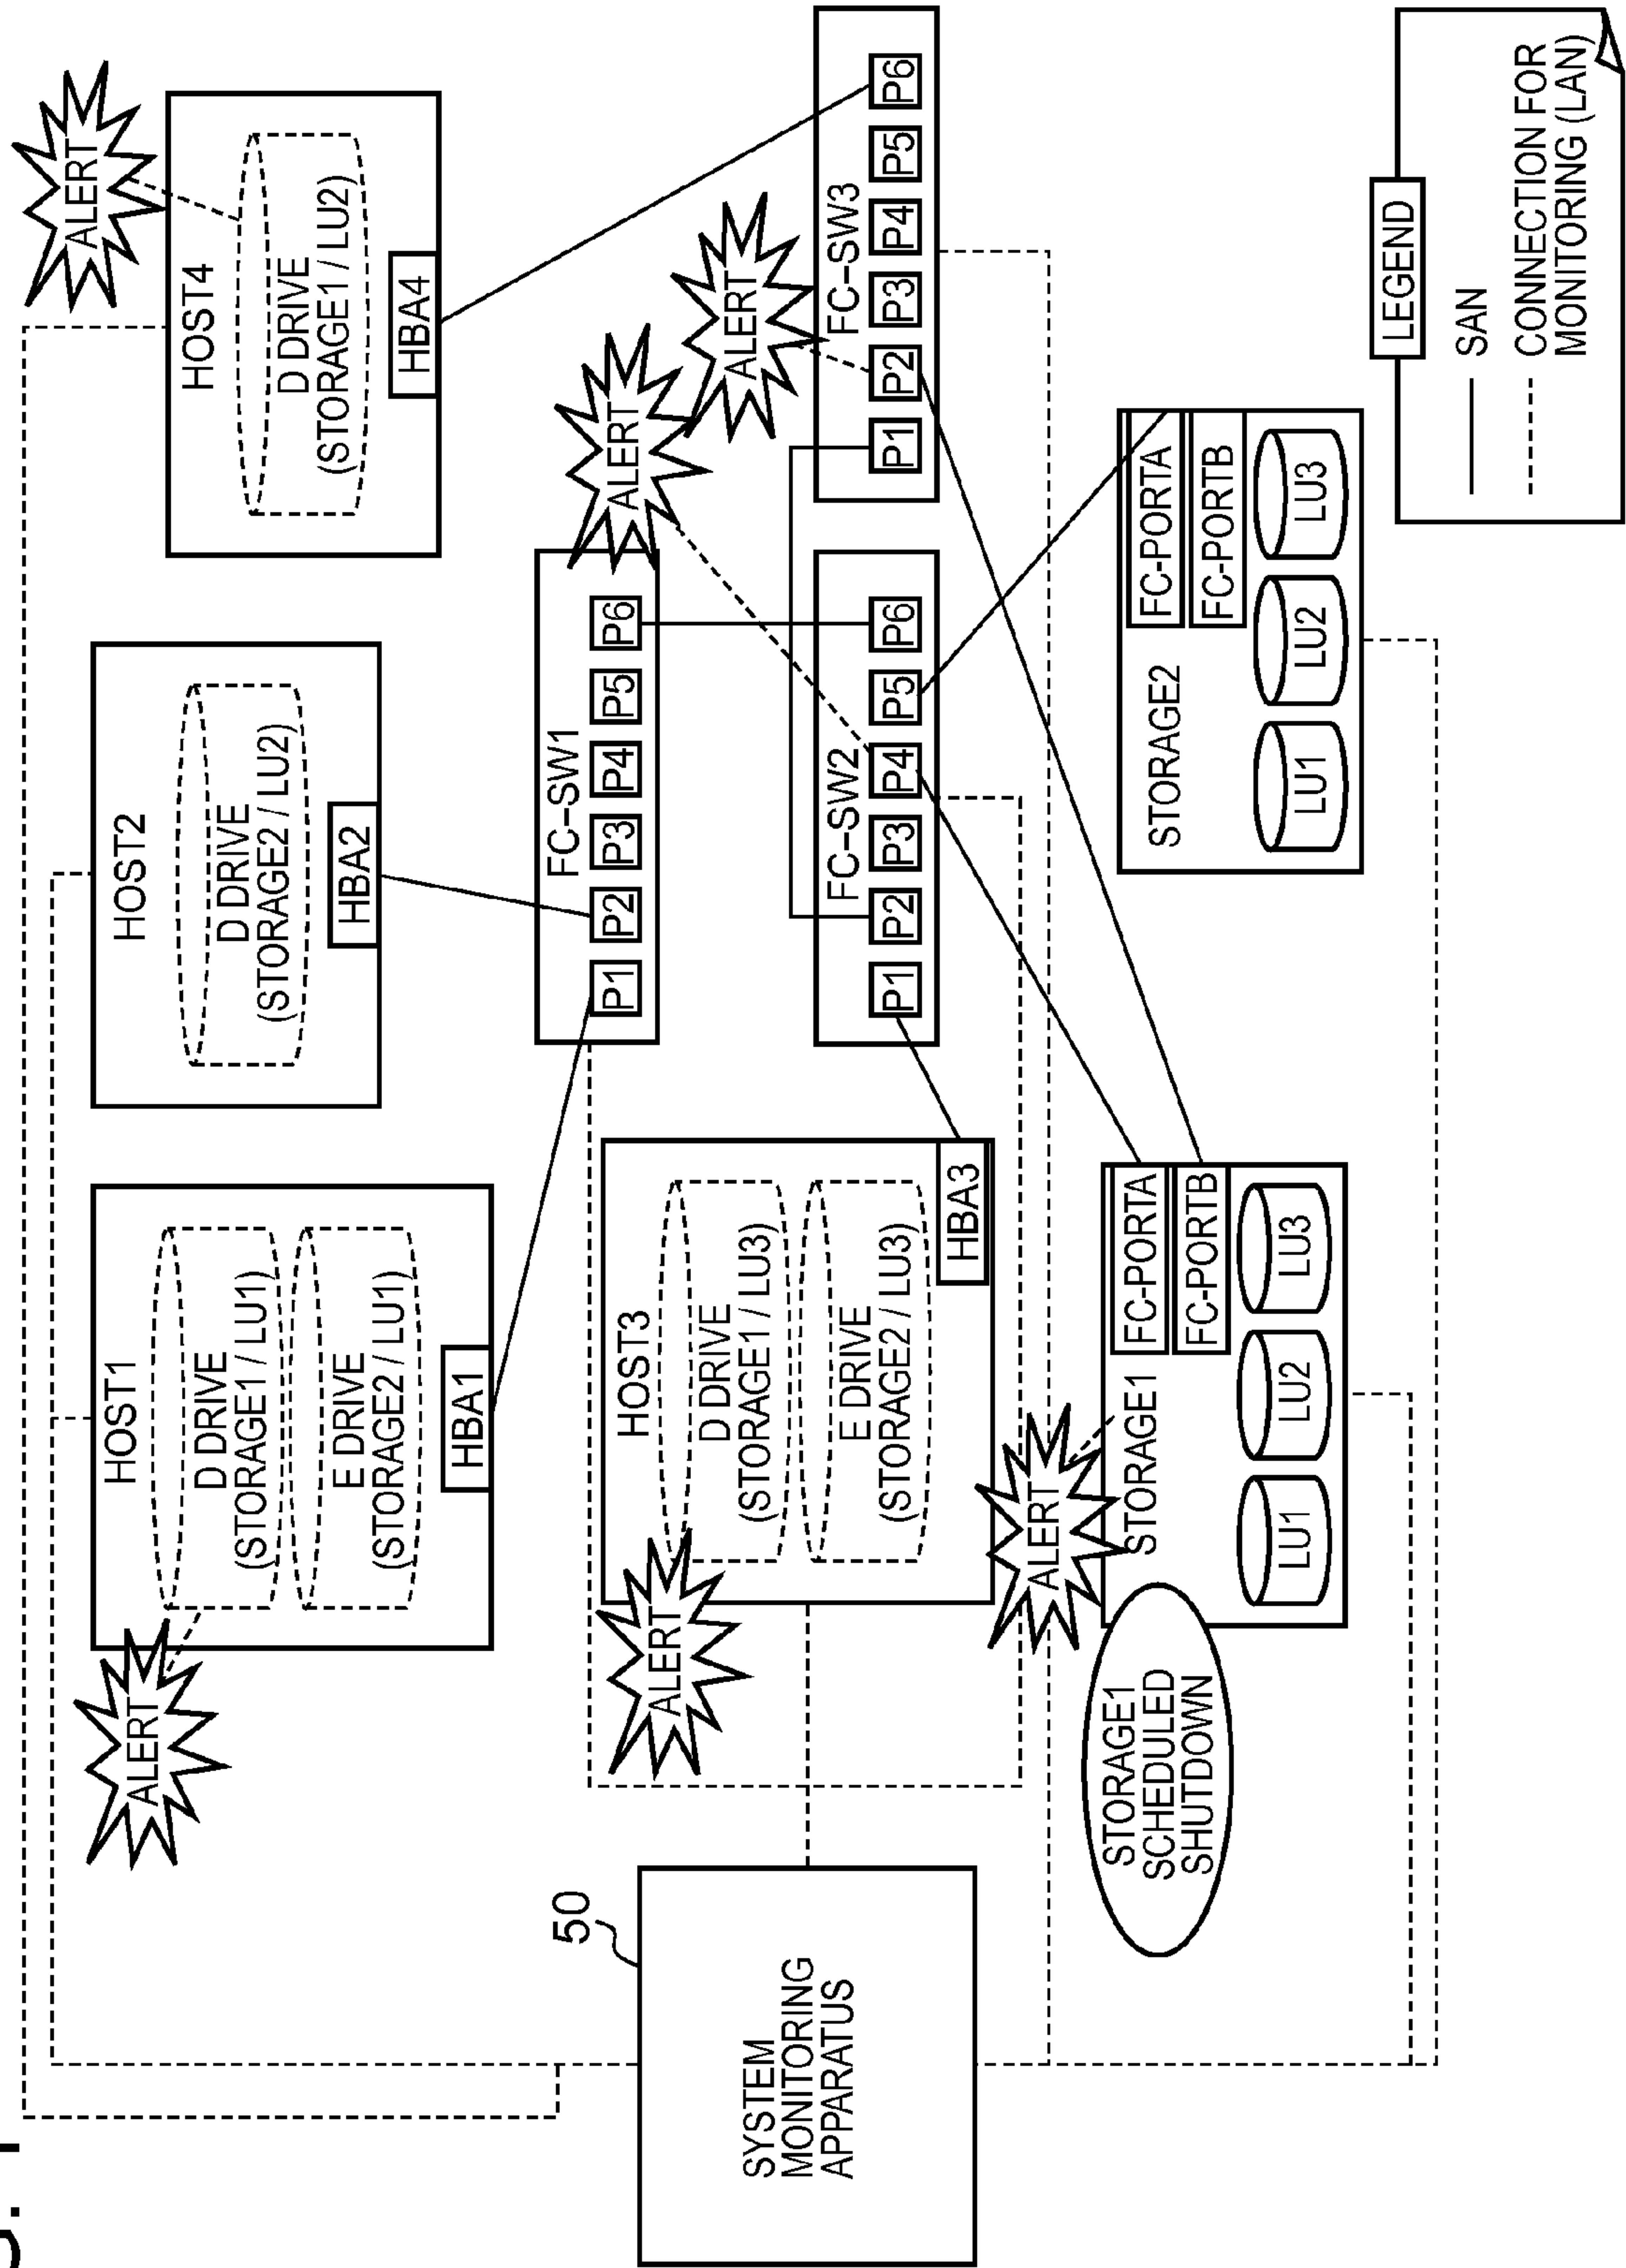 HOST1
D DRIVE
(STORAGE1 / LU1)
E DRIVE
(STORAGE2 / LU1)
HBA1
ALERT
HOST2
D DRIVE
(STORAGE2 / LU2)
HBA2
HOST4
D DRIVE
(STORAGE1 / LU2)
HBA4
ALERT
50
SYSTEM
MONITORING
APPARATUS
HOST3
D DRIVE
(STORAGE1 / LU3)
E DRIVE
(STORAGE2 / LU3)
HBA3
ALERT
FC-SW1
P1 P2 P3 P4 P5 P6
ALERT
FC-SW2
P1 P2 P3 P4 P5 P6
ALERT
FC-SW3
P1 P2 P3 P4 P5 P6
ALERT
STORAGE1
SCHEDULED
SHUTDOWN
STORAGE1
FC-PORTA
FC-PORTB
LU1 LU2 LU3
STORAGE2
FC-PORTA
FC-PORTB
LU1 LU2 LU3
LEGEND
SAN
CONNECTION FOR
MONITORING (LAN)